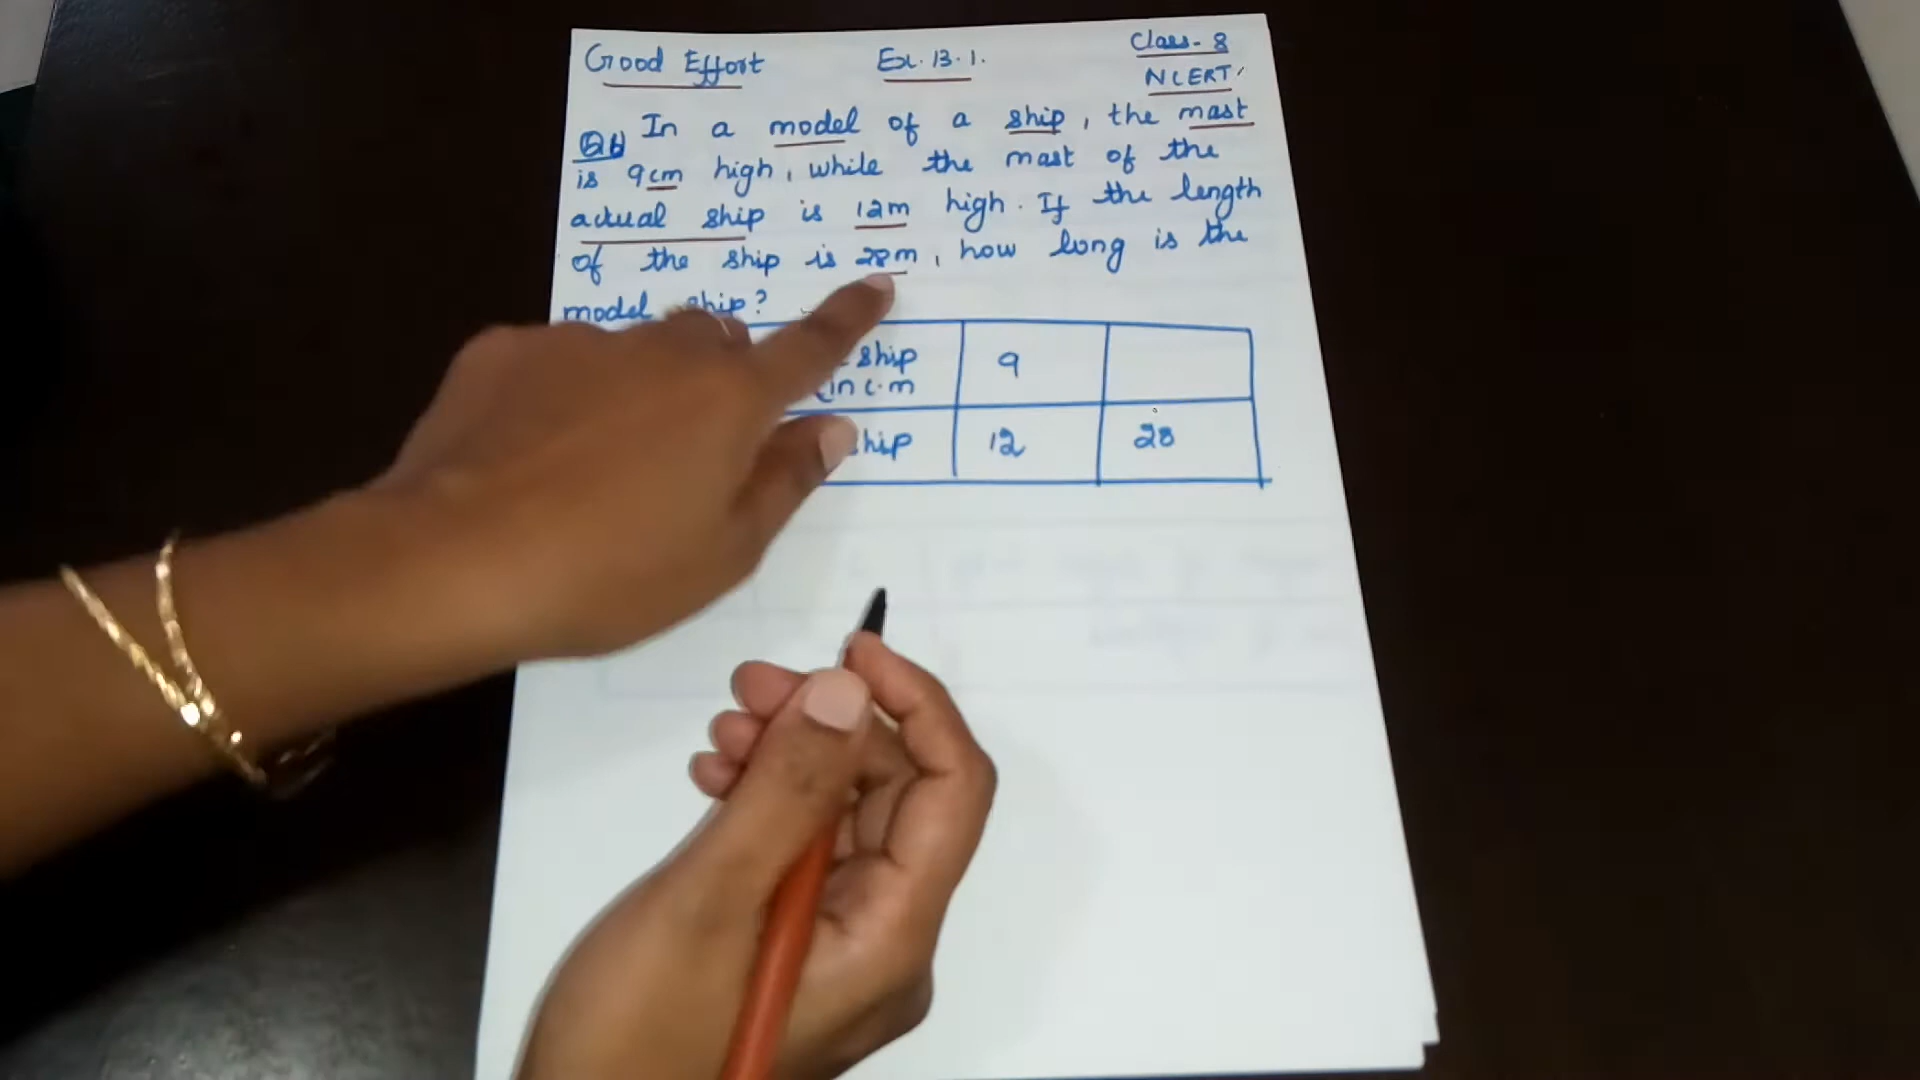 Good Effort
Ex. 13.1.
Class-8
NCERT
In a model of a ship, the mast
is 9cm high, while the mast of the
actual ship is 12m high. If the length
of the ship is 28m, how long is the
model ship?
ship 9
(in c.m
ship 12 28